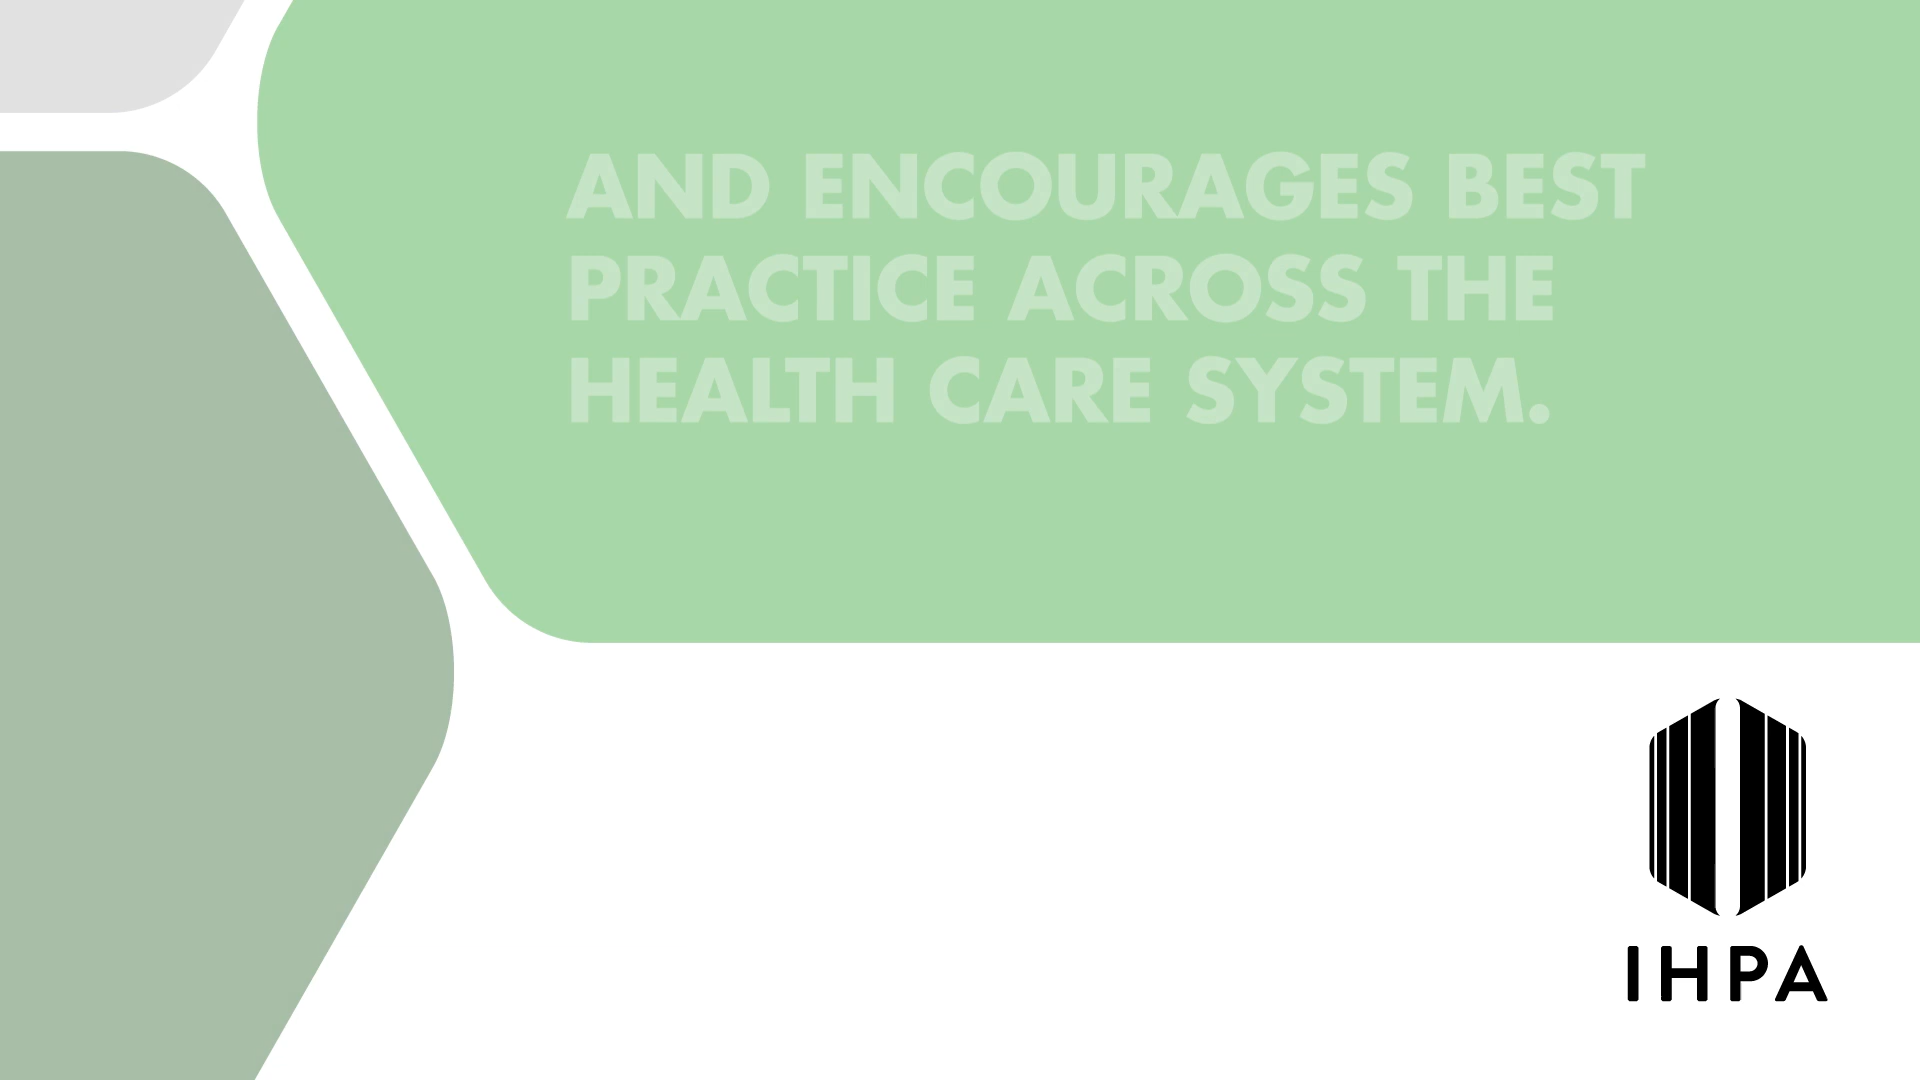 AND ENCOURAGES BEST
PRACTICE ACROSS THE
HEALTH CARE SYSTEM.
IHPA